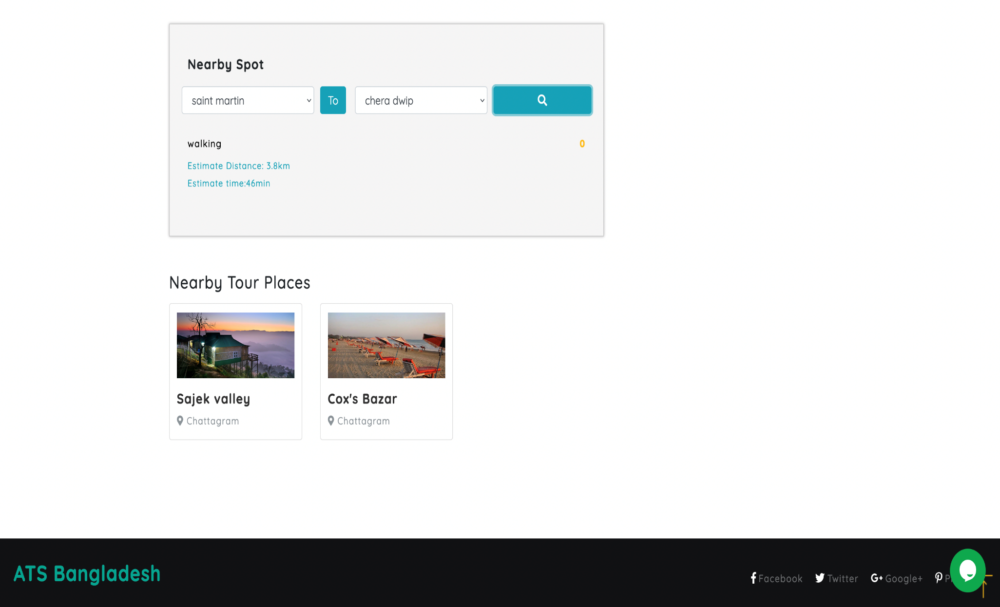 Nearby Spot
saint martin To chera dwip
walking 0
Estimate Distance: 3.8km
Estimate time:46min
Nearby Tour Places
Sajek valley
Chattagram
Cox's Bazar
Chattagram
ATS Bangladesh
Facebook Twitter Google+